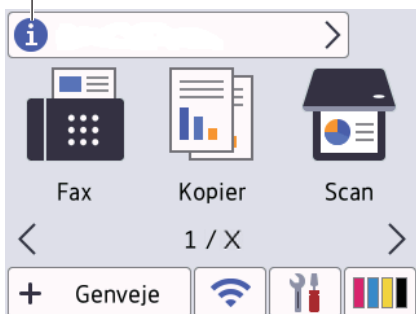 i
Fax Kopier Scan
1 / X
+ Genveje